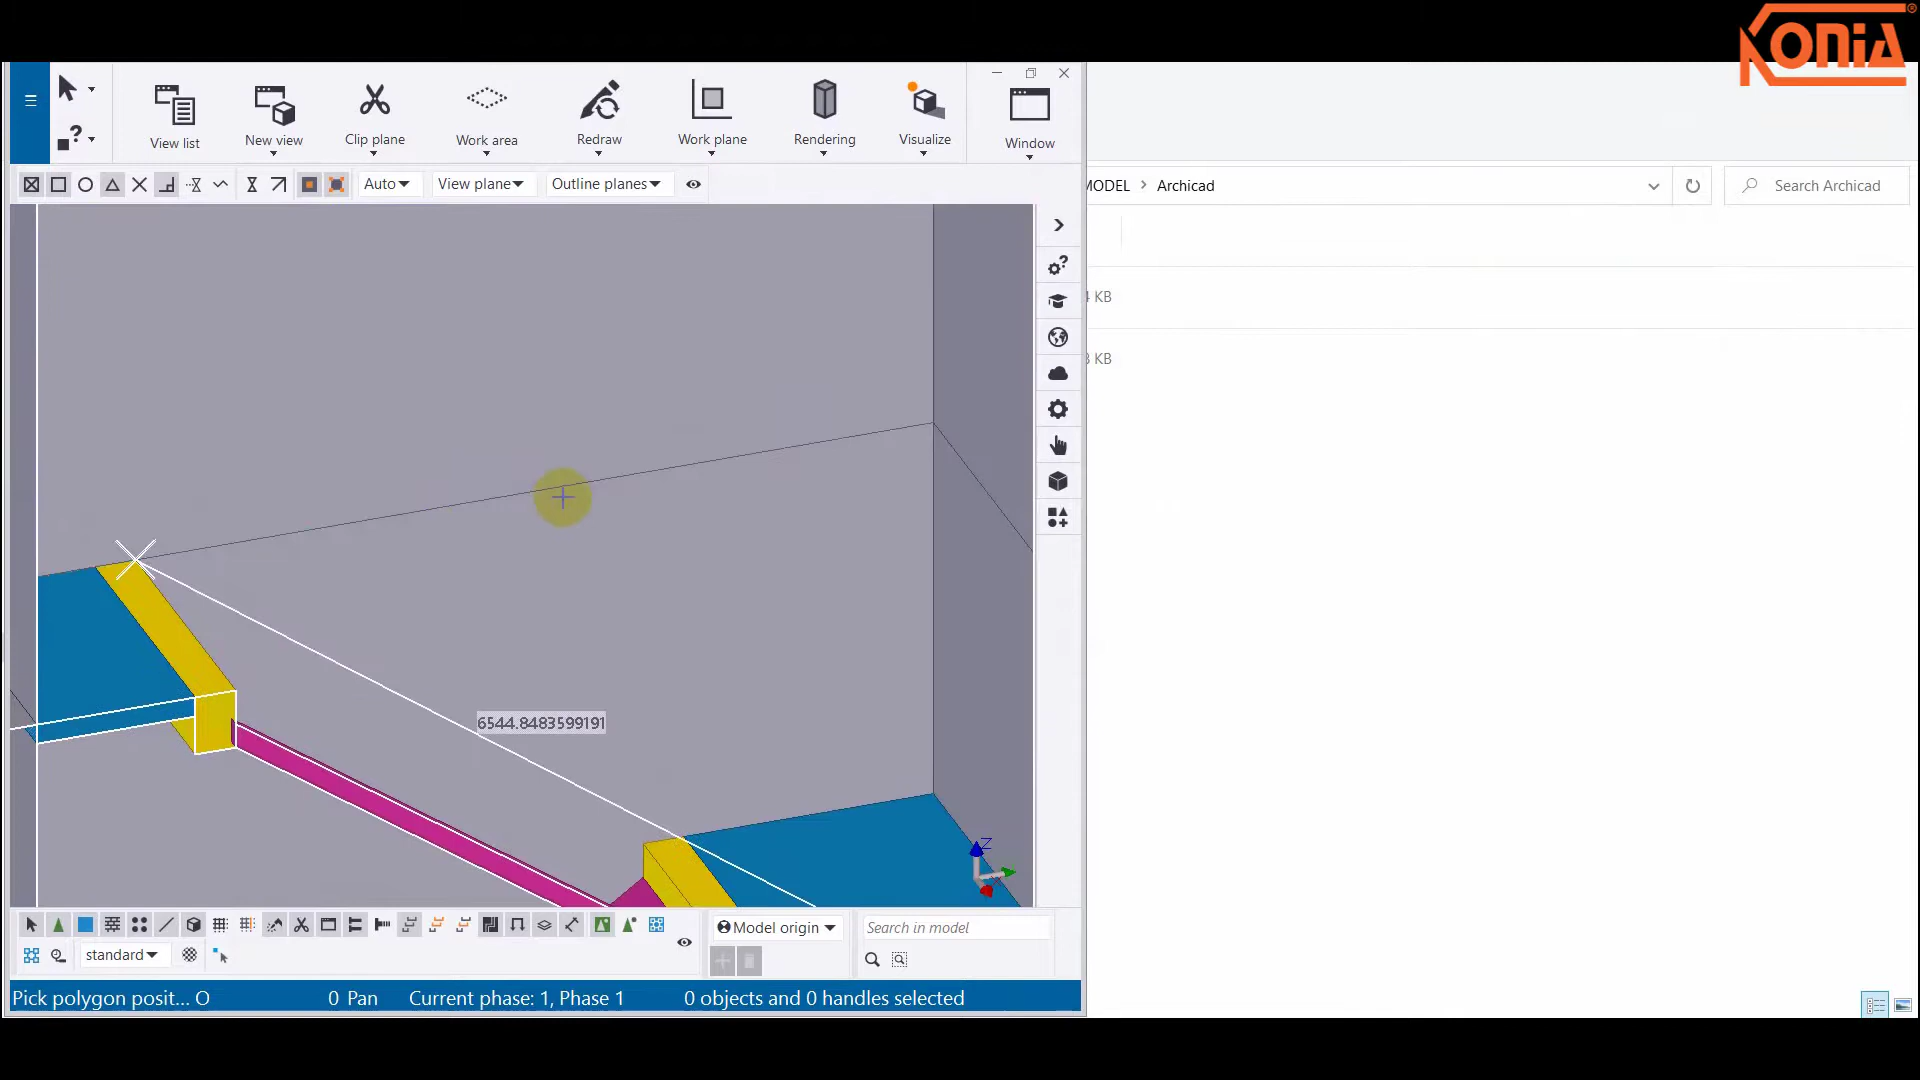 KONIA
View list
New view
Clip plane
Work area
Redraw
Work plane
Rendering
Visualize
Window
Auto
View plane
Outline planes
Archicad
Search Archicad
KB
KB
6544.8483599191
Z
standard
Model origin
Search in model
Pick polygon posit... O
0 Pan
Current phase: 1, Phase 1
0 objects and 0 handles selected